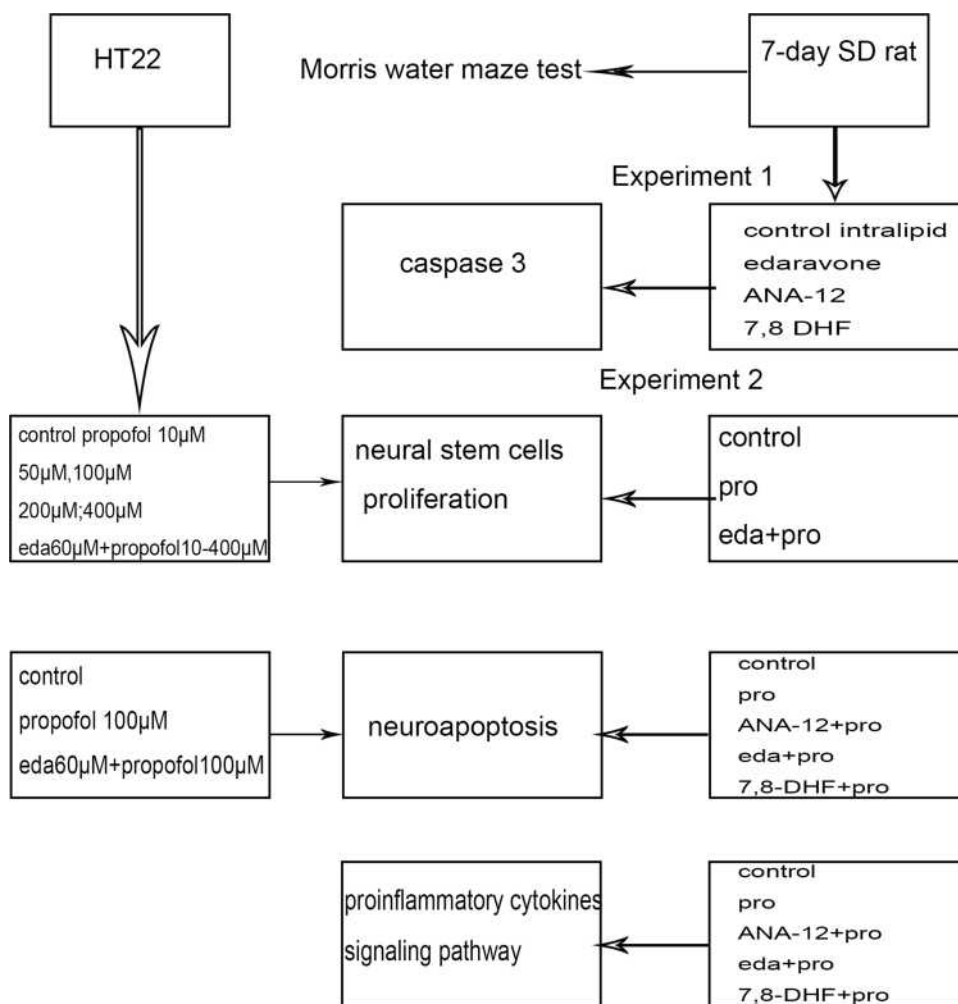 HT22
Morris water maze test
7-day SD rat
Experiment 1
caspase 3
control intralipid
edaravone
ANA-12
7,8 DHF
Experiment 2
control propofol 10µM
50µM,100µM
200µM;400µM
eda60µM+propofol10-400µM
neural stem cells
proliferation
control
pro
eda+pro
control
propofol 100µM
eda60µM+propofol100µM
neuroapoptosis
control
pro
ANA-12+pro
eda+pro
7,8-DHF+pro
proinflammatory cytokines
signaling pathway
control
pro
ANA-12+pro
eda+pro
7,8-DHF+pro